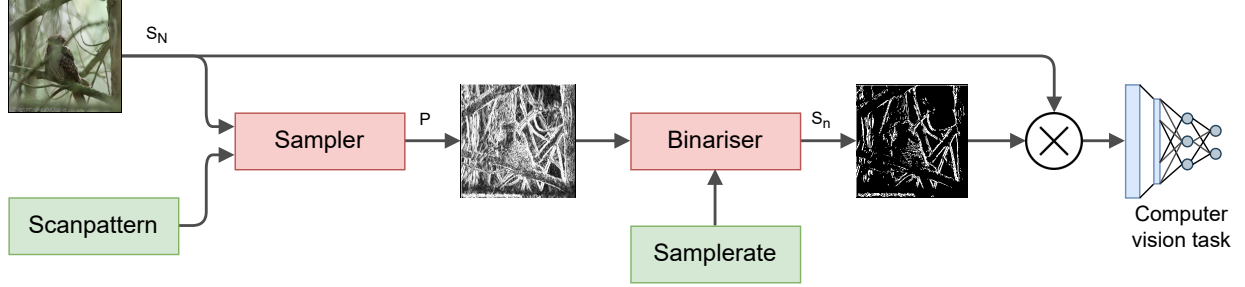 S_N
Sampler
P
Binariser
S_n
Scanpattern
Samplerate
Computer
vision task